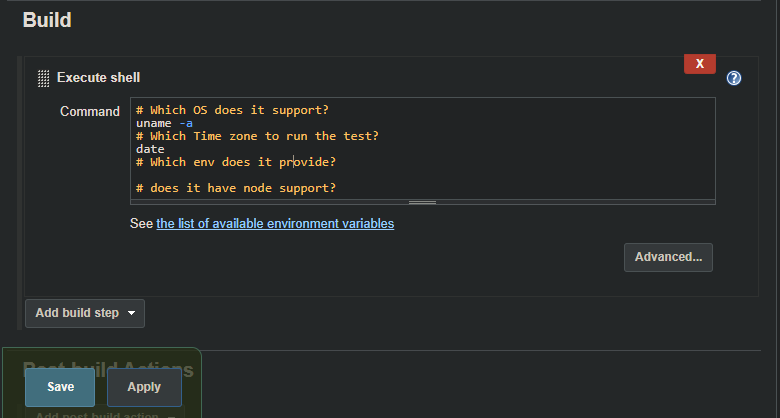 Build
X
Execute shell
?
Command
# Which OS does it support?
uname -a
# Which Time zone to run the test?
date
# Which env does it provide?
# does it have node support?
See the list of available environment variables
Advanced...
Add build step
Post-build Actions
Save
Apply
Add post-build action